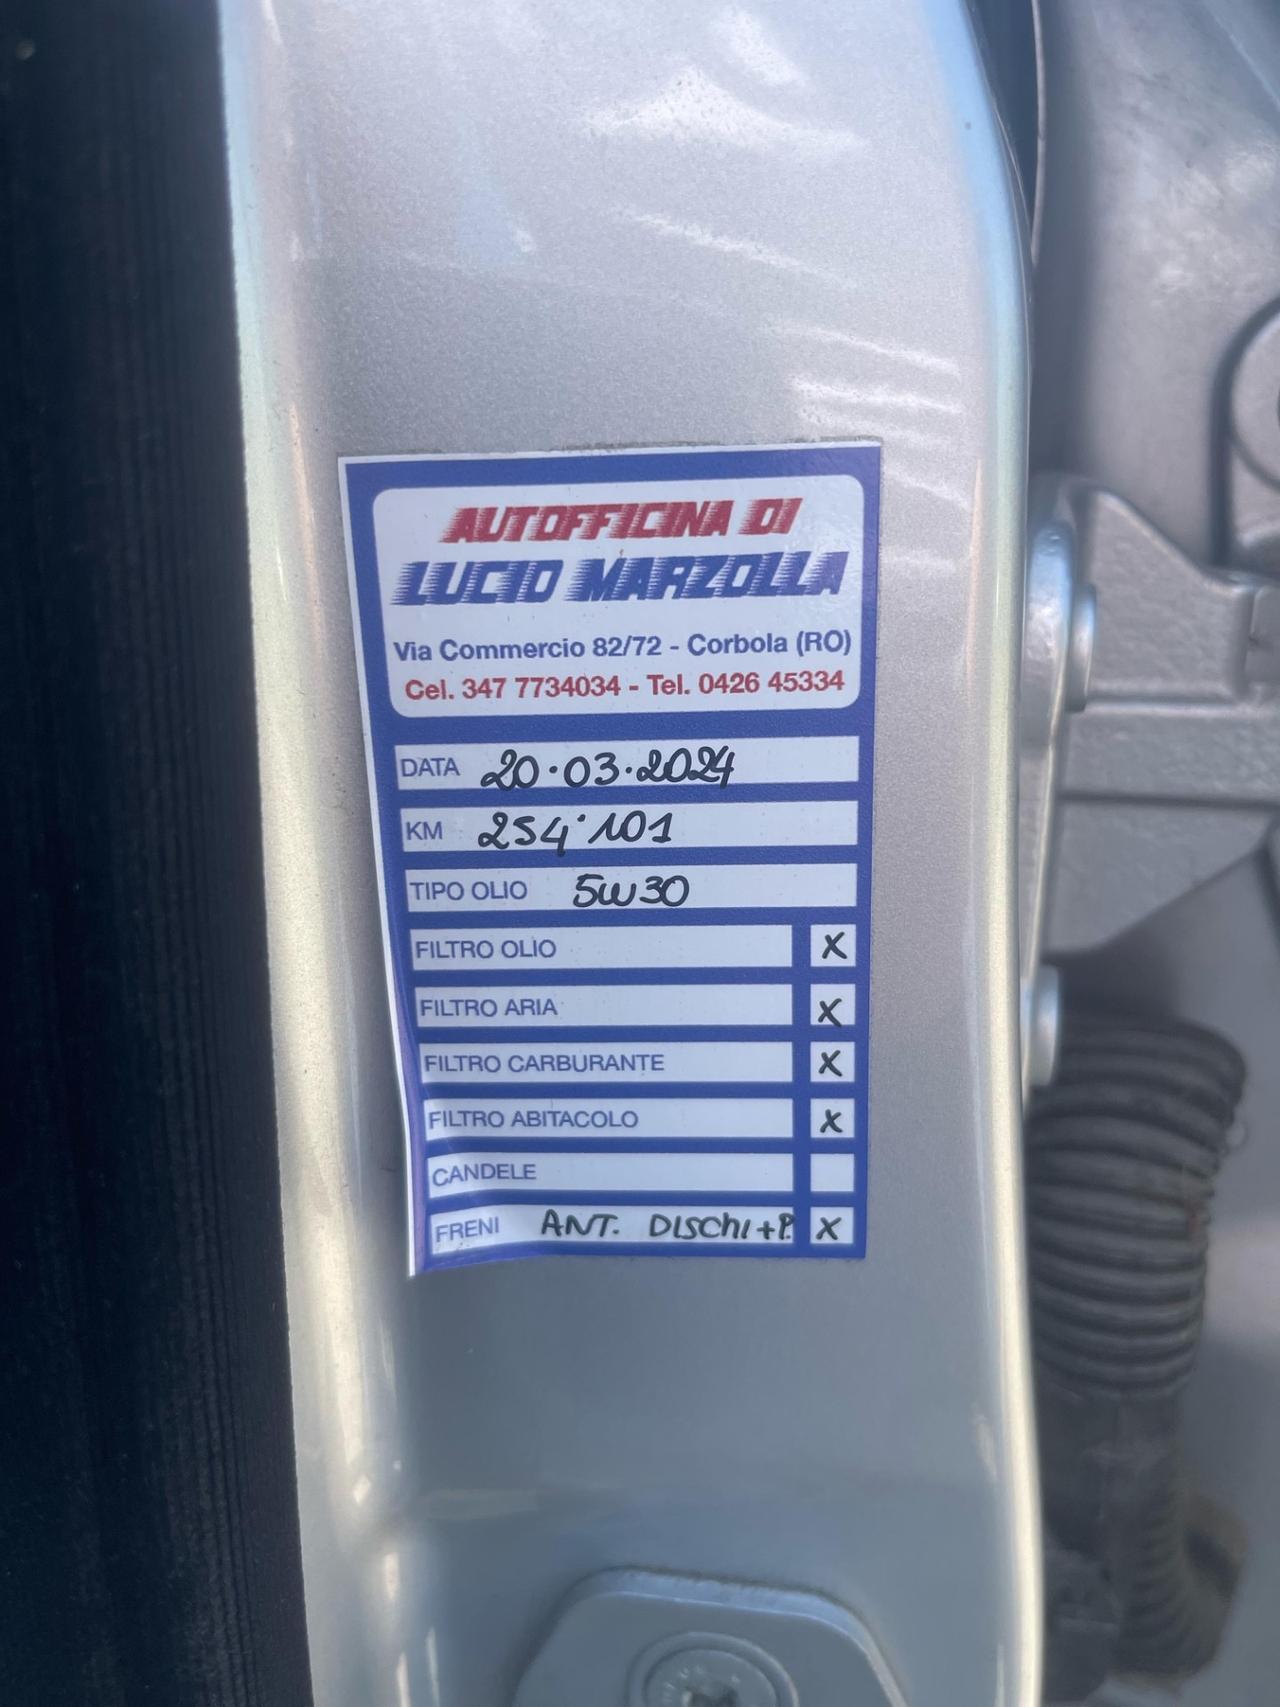 AUTOFFICINA DI
LUCIO MARZOLLA
Via Commercio 82/72 - Corbola (RO)
Cel. 347 7734034 - Tel. 0426 45334
DATA 20.03.2024
KM 254'101
TIPO OLIO 5W30
FILTRO OLIO X
FILTRO ARIA X
FILTRO CARBURANTE X
FILTRO ABITACOLO X
CANDELE
FRENI ANT. DISCHI+P. X